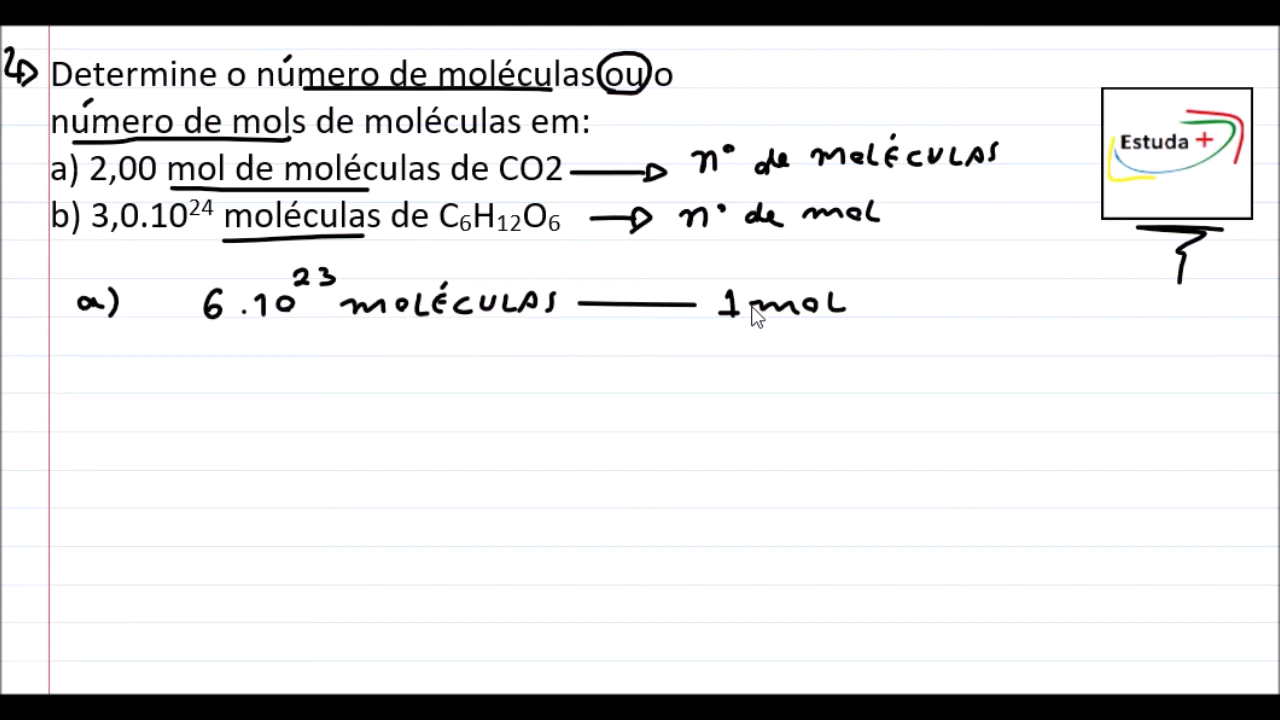 2) Determine o número de moléculas ou o
número de mols de moléculas em:
a) 2,00 mol de moléculas de CO2 → nº de MOLÉCULAS
b) 3,0.10²⁴ moléculas de C₆H₁₂O₆ → nº de mol
Estuda +
a) 6.10²³ MOLÉCULAS —— 1 mol